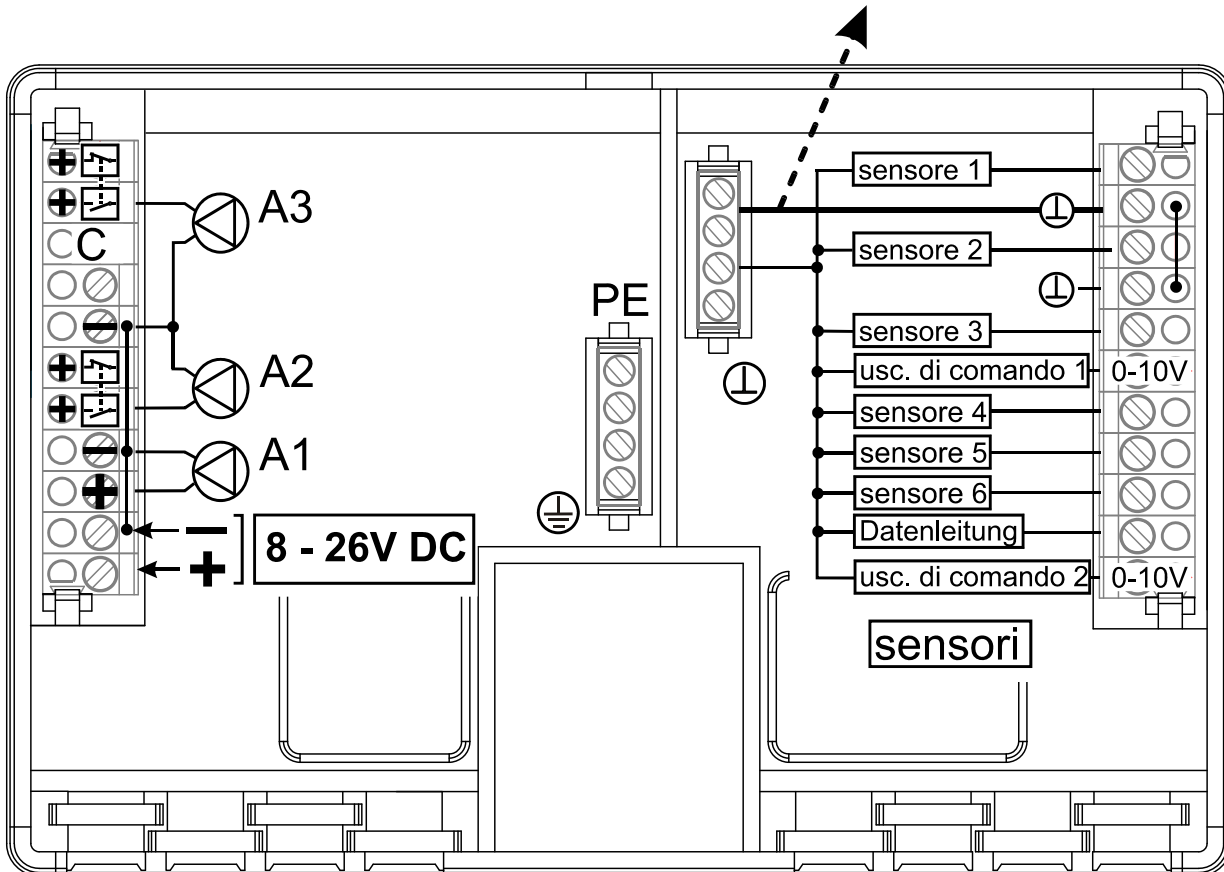 A3
C
A2
A1
−
+
8 - 26V DC
PE
sensore 1
sensore 2
sensore 3
usc. di comando 1
0-10V
sensore 4
sensore 5
sensore 6
Datenleitung
usc. di comando 2
0-10V
sensori